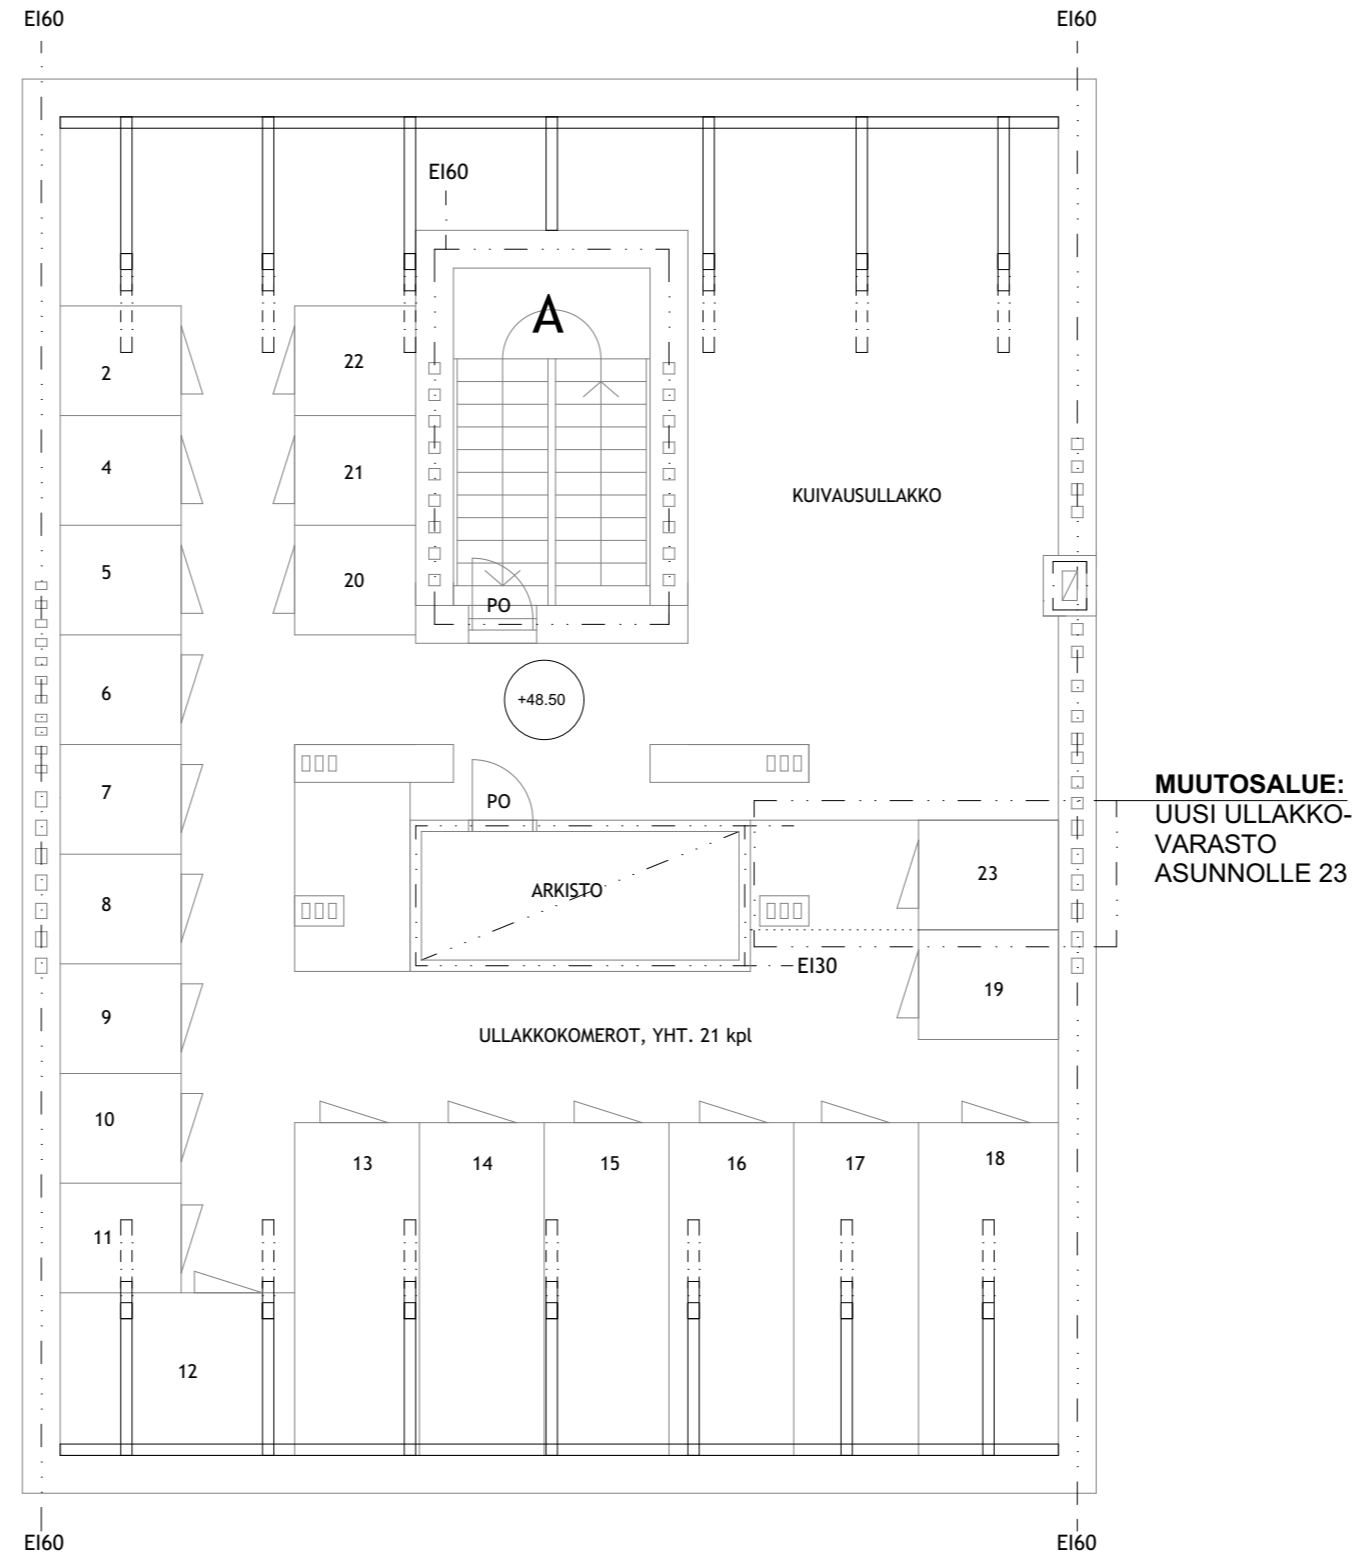 EI60
EI60
EI60
A
2
22
4
21
KUIVAUSULLAKKO
5
20
PO
6
+48.50
7
PO
MUUTOSALUE:
UUSI ULLAKKO-
VARASTO
ASUNNOLLE 23
8
ARKISTO
23
EI30
9
19
ULLAKKOKOMEROT, YHT. 21 kpl
10
13
14
15
16
17
18
11
12
EI60
EI60